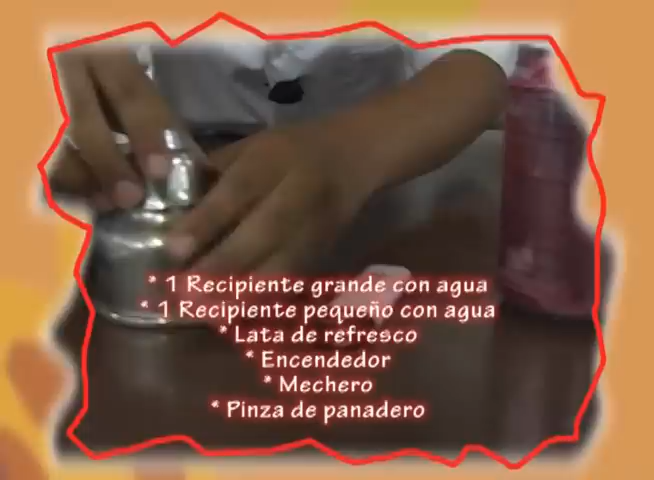 * 1 Recipiente grande con agua
* 1 Recipiente pequeño con agua
* Lata de refresco
* Encendedor
* Mechero
* Pinza de panadero